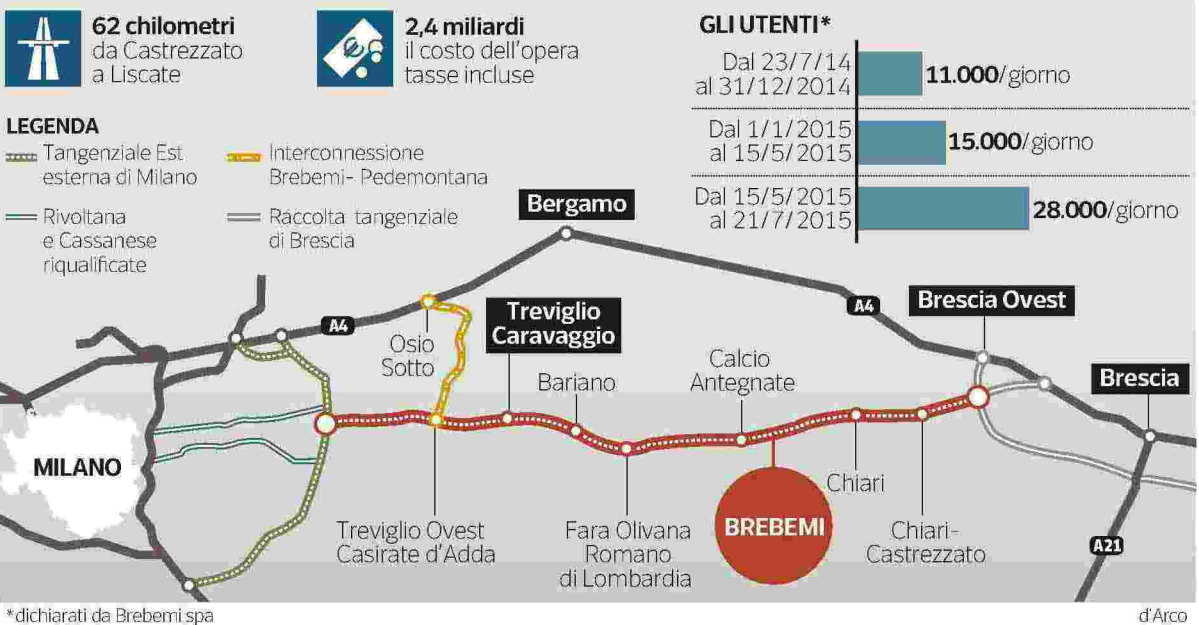 62 chilometri
da Castrezzato
a Liscate
2,4 miliardi
il costo dell'opera
tasse incluse
GLI UTENTI*
Dal 23/7/14
al 31/12/2014
11.000/giorno
Dal 1/1/2015
al 15/5/2015
15.000/giorno
Dal 15/5/2015
al 21/7/2015
28.000/giorno
LEGENDA
Tangenziale Est
esterna di Milano
Interconnessione
Brebemi- Pedemontana
Rivoltana
e Cassanese
riqualificate
Raccolta tangenziale
di Brescia
Bergamo
A4
A4
Brescia Ovest
Treviglio
Caravaggio
Osio
Sotto
Bariano
Calcio
Antegnate
Brescia
MILANO
Chiari
BREBEMI
Treviglio Ovest
Casirate d'Adda
Fara Olivana
Romano
di Lombardia
Chiari-
Castrezzato
A21
*dichiarati da Brebemi spa
d'Arco